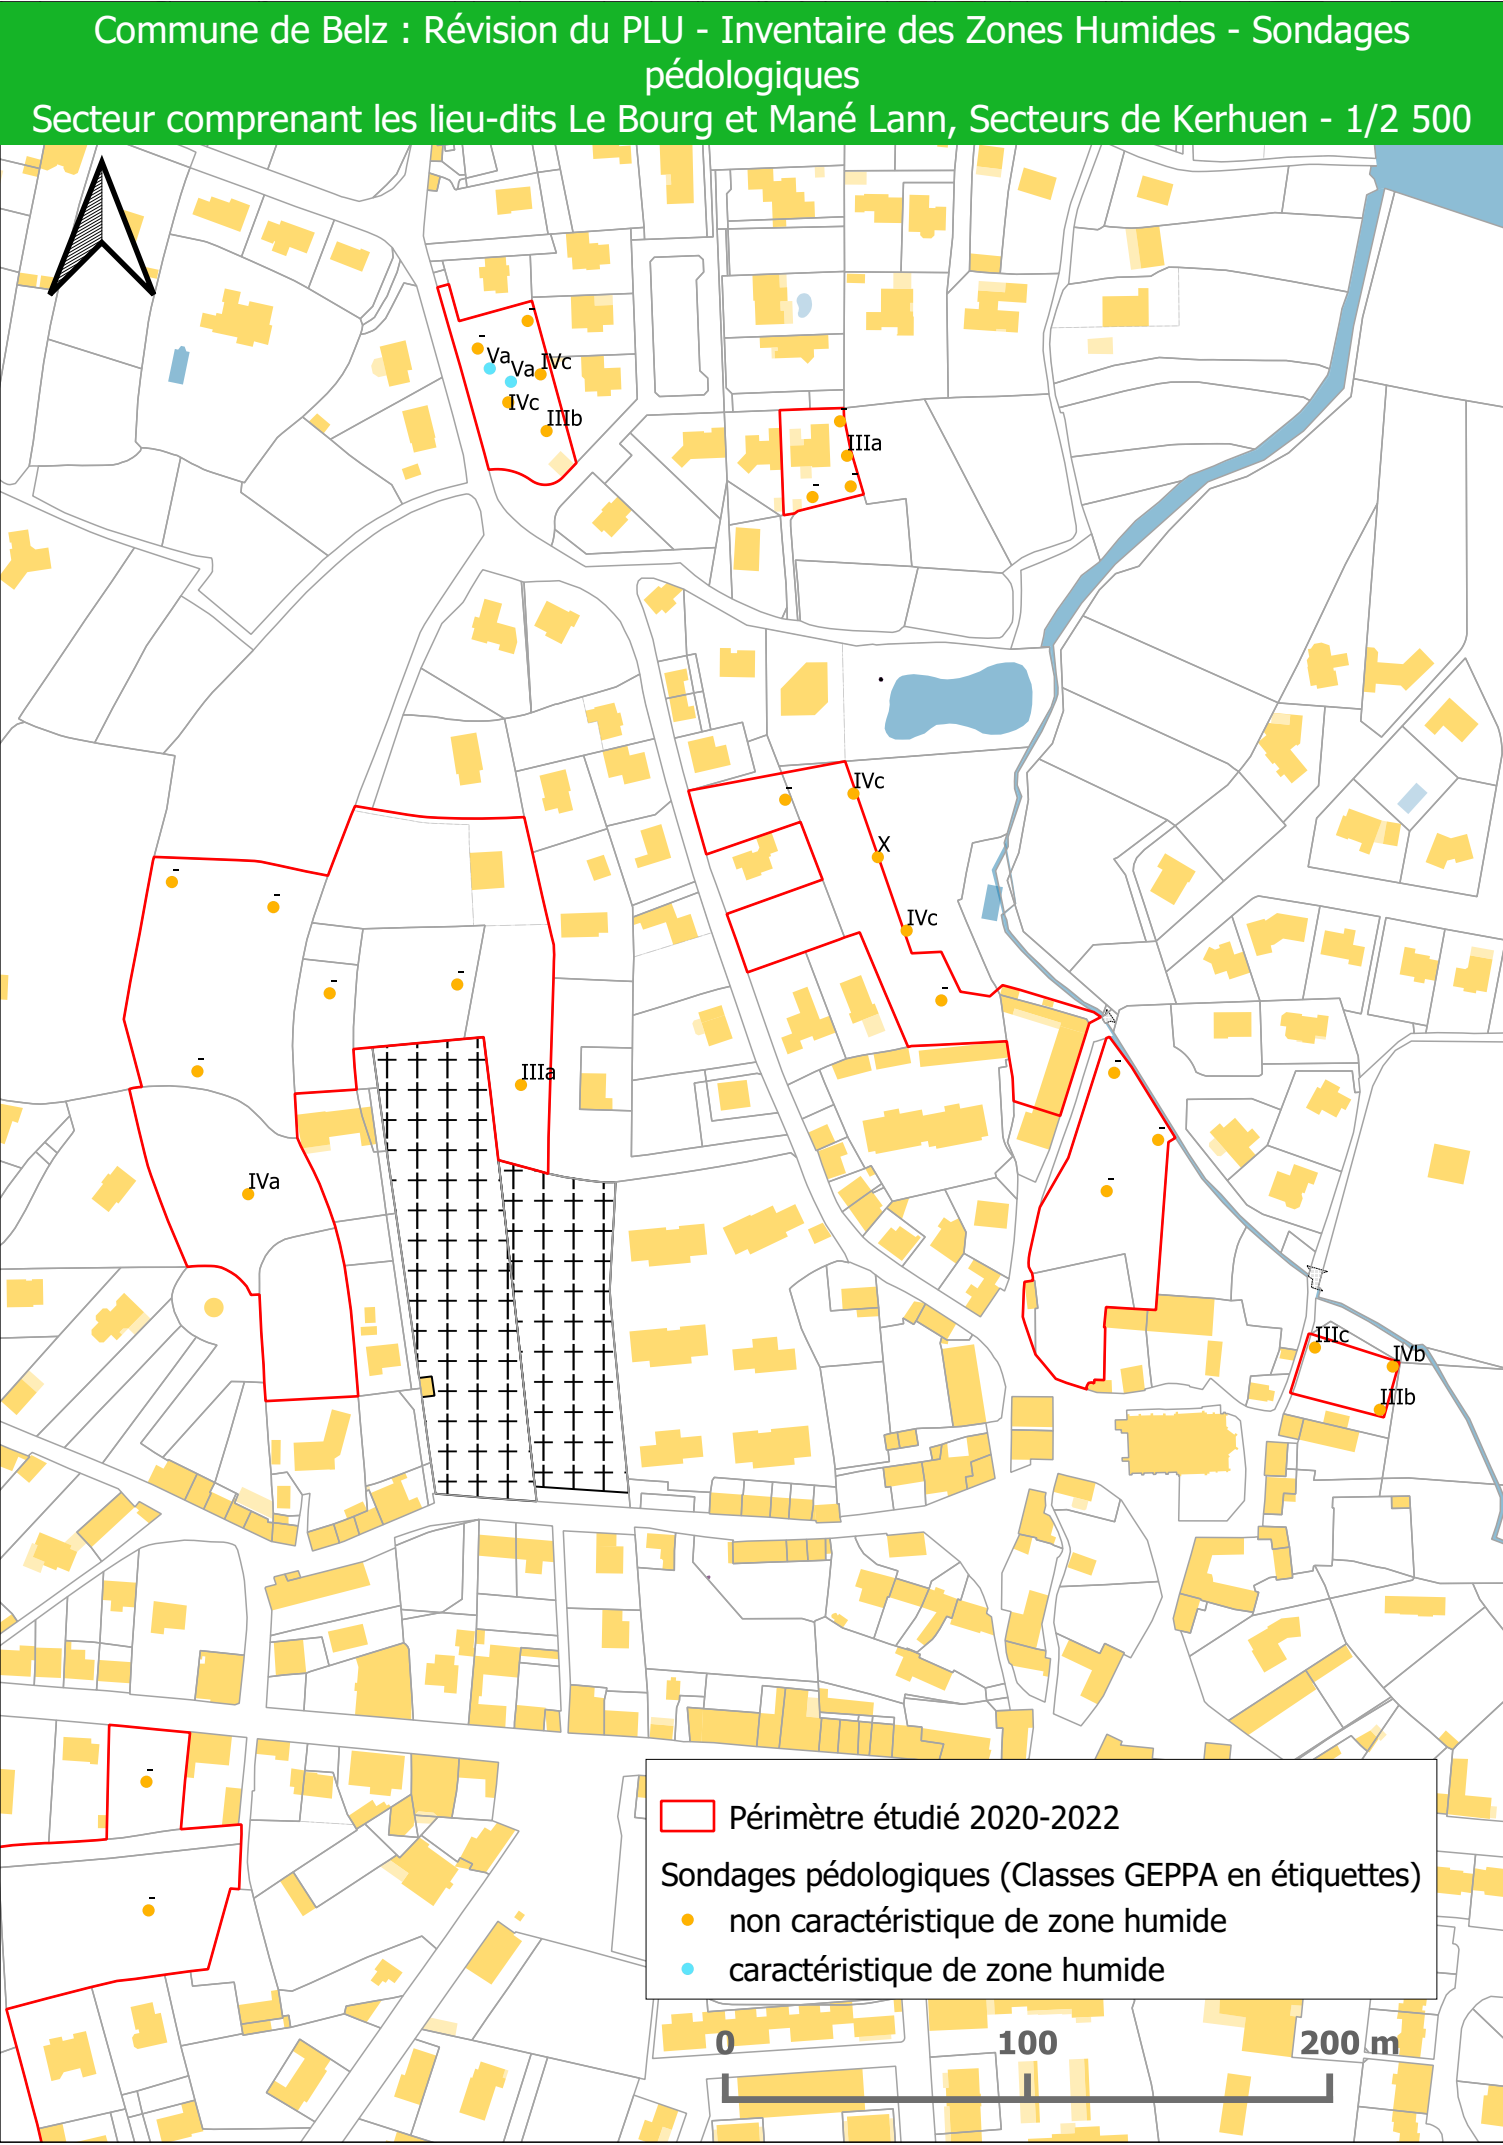 Commune de Belz : Révision du PLU - Inventaire des Zones Humides - Sondages
pédologiques
Secteur comprenant les lieu-dits Le Bourg et Mané Lann, Secteurs de Kerhuen - 1/2 500
-
-
Va
Va
IVc
IVc
IIIb
-
IIIa
-
-
-
IVc
X
IVc
-
-
-
-
-
-
IIIa
IVa
-
-
-
IIIc
IVb
IIIb
-
-
Périmètre étudié 2020-2022
Sondages pédologiques (Classes GEPPA en étiquettes)
non caractéristique de zone humide
caractéristique de zone humide
0 100 200 m